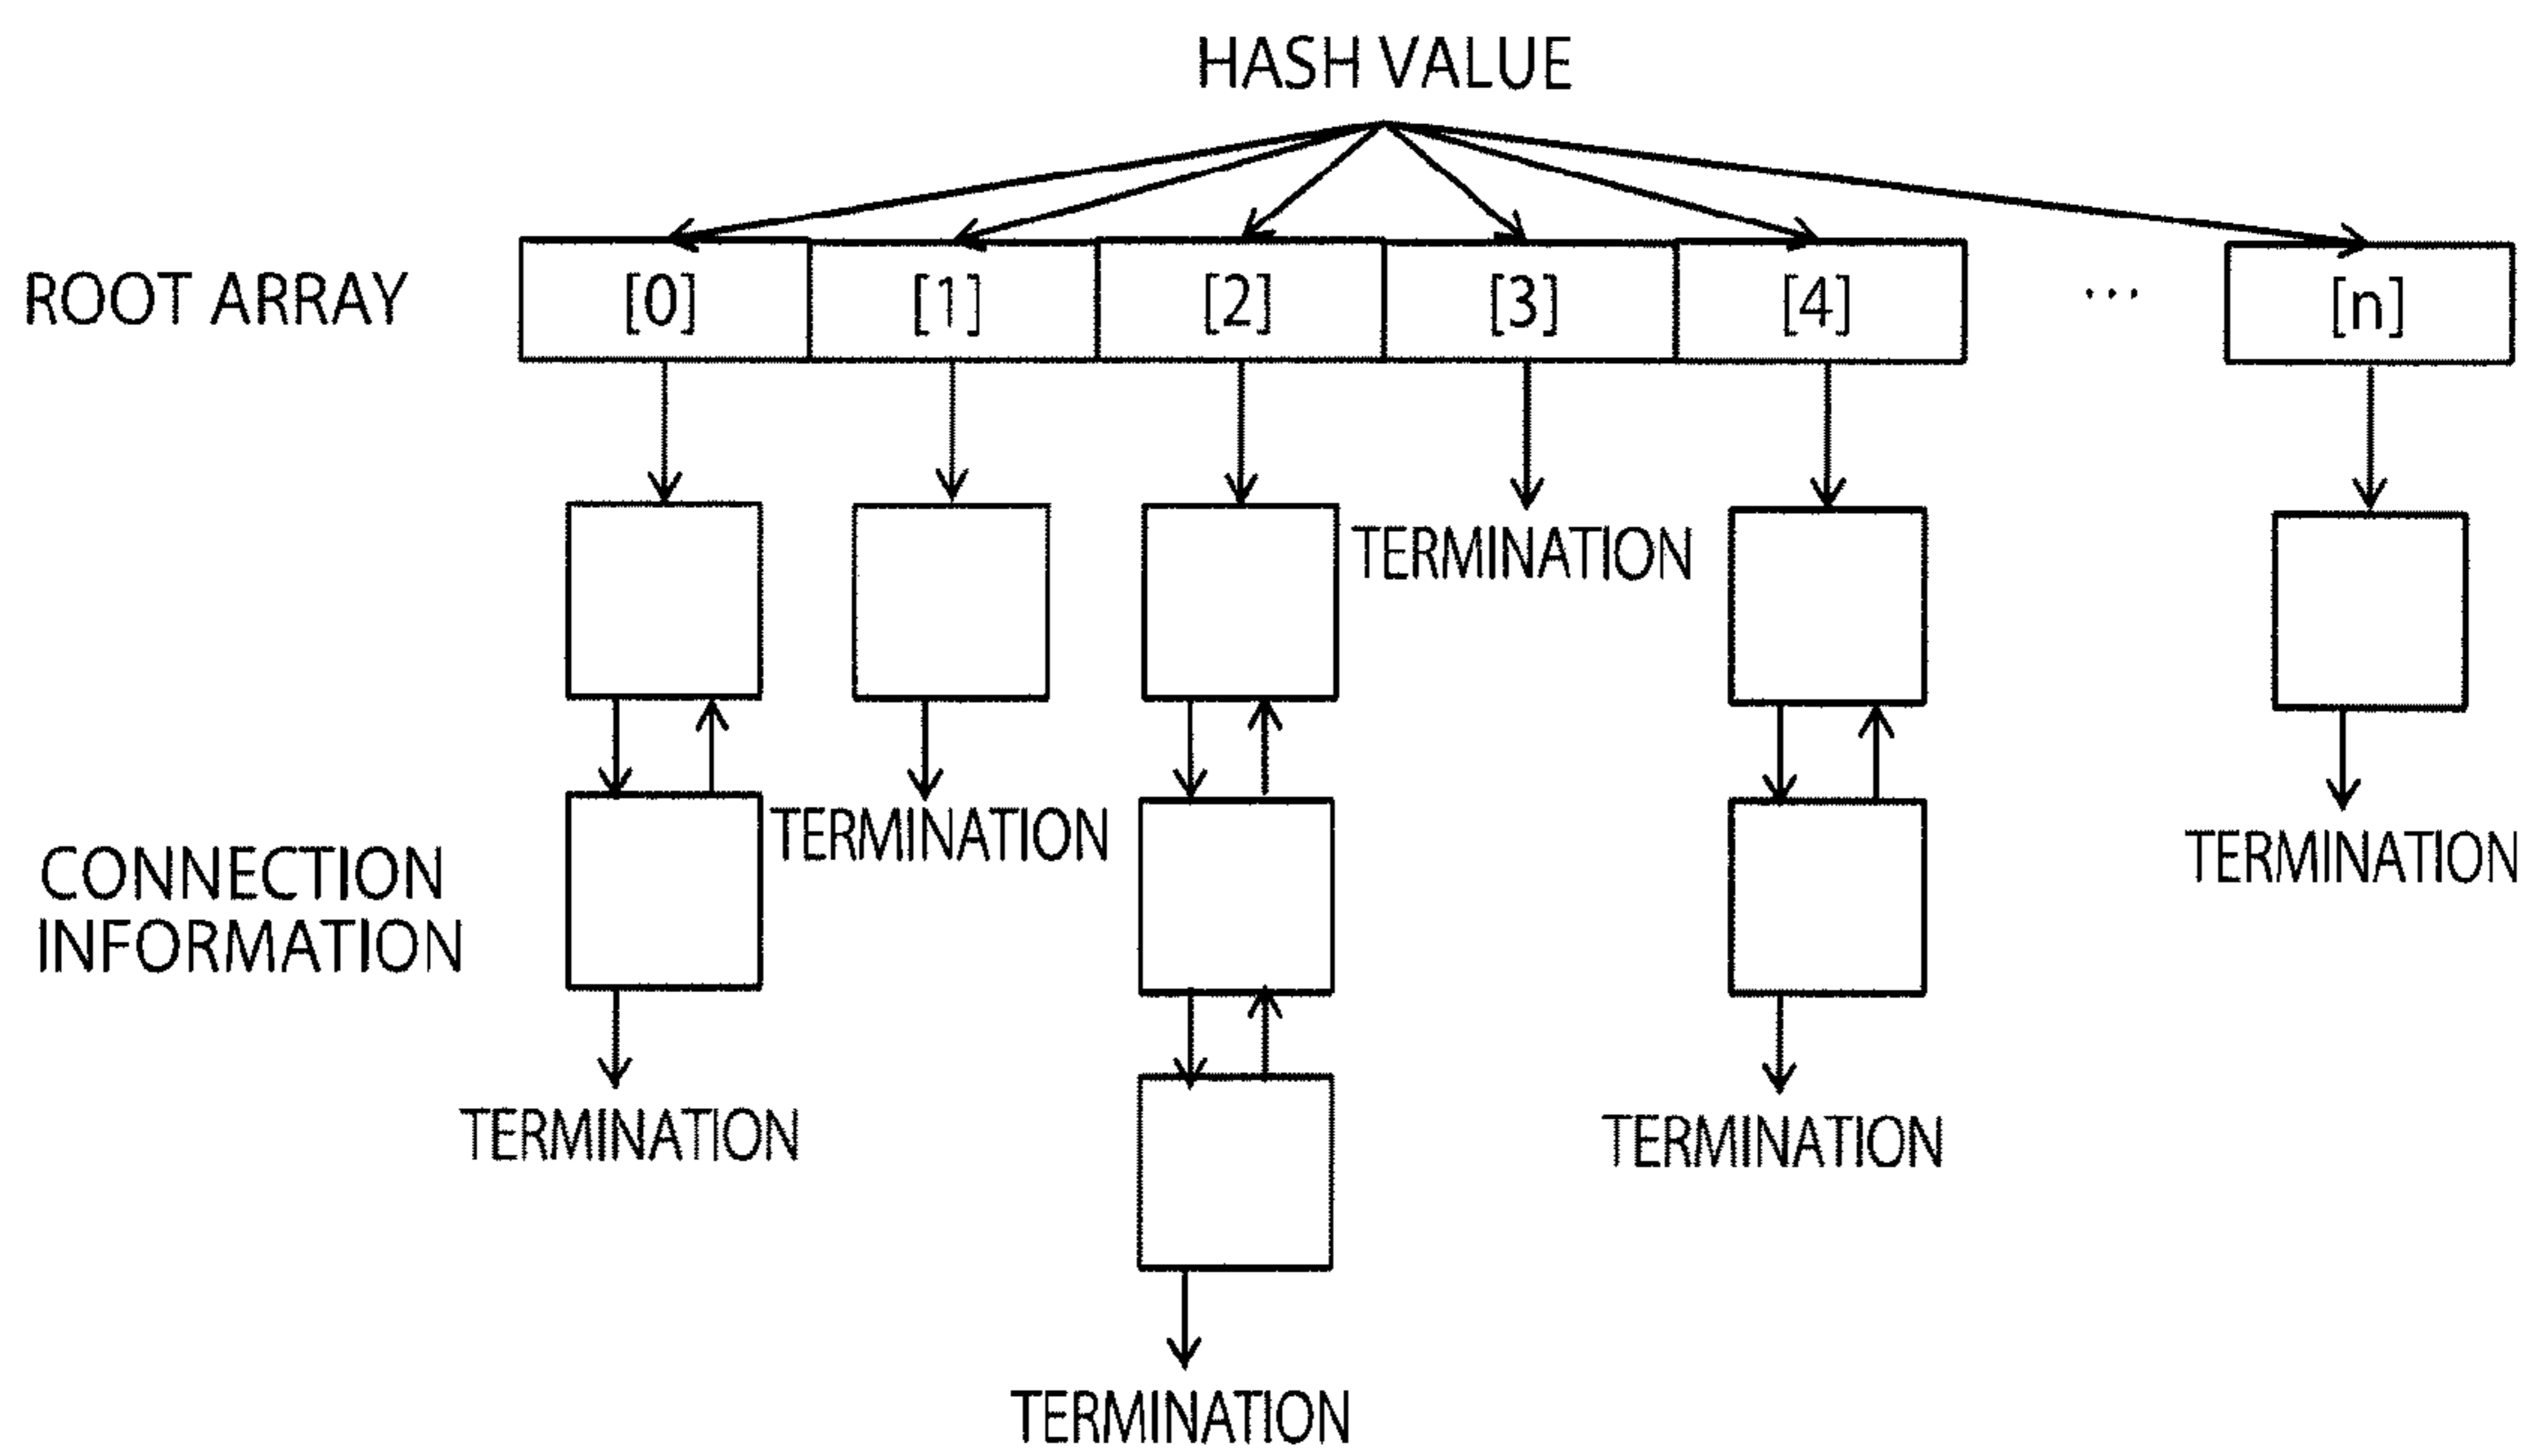 HASH VALUE
ROOT ARRAY
[0]
[1]
[2]
[3]
[4]
...
[n]
TERMINATION
TERMINATION
TERMINATION
CONNECTION
INFORMATION
TERMINATION
TERMINATION
TERMINATION